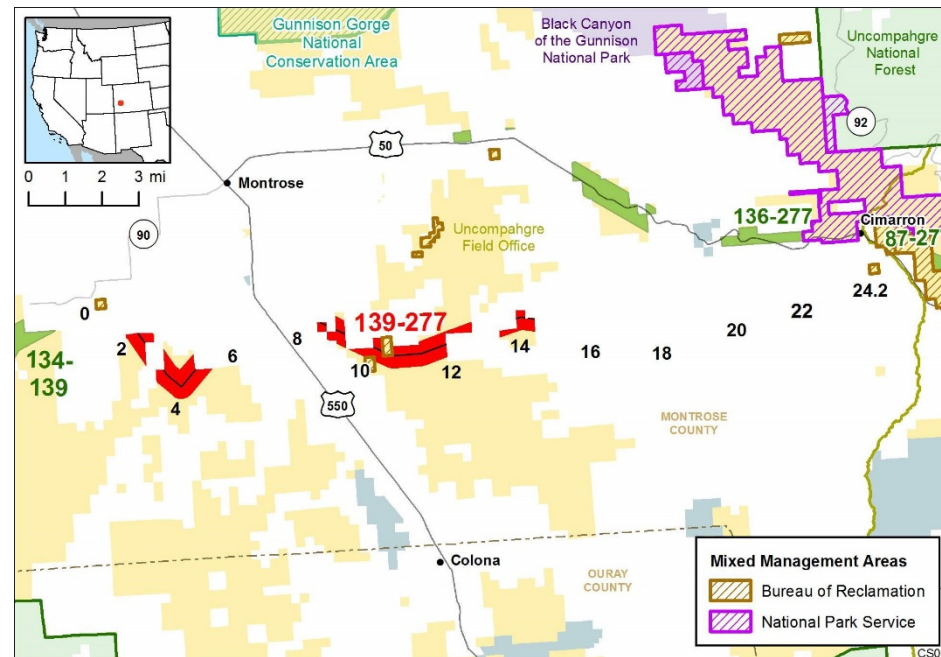 Gunnison Gorge
National
Conservation Area
Black Canyon
of the Gunnison
National Park
Uncompahgre
National
Forest
92
50
0 1 2 3 mi
Montrose
90
Uncompahgre
Field Office
136-277
Cimarron
87-27
0
2
4
6
8
139-277
10
12
14
16
18
20
22
24.2
134-
139
550
MONTROSE
COUNTY
Colona
OURAY
COUNTY
Mixed Management Areas
Bureau of Reclamation
National Park Service
CS0